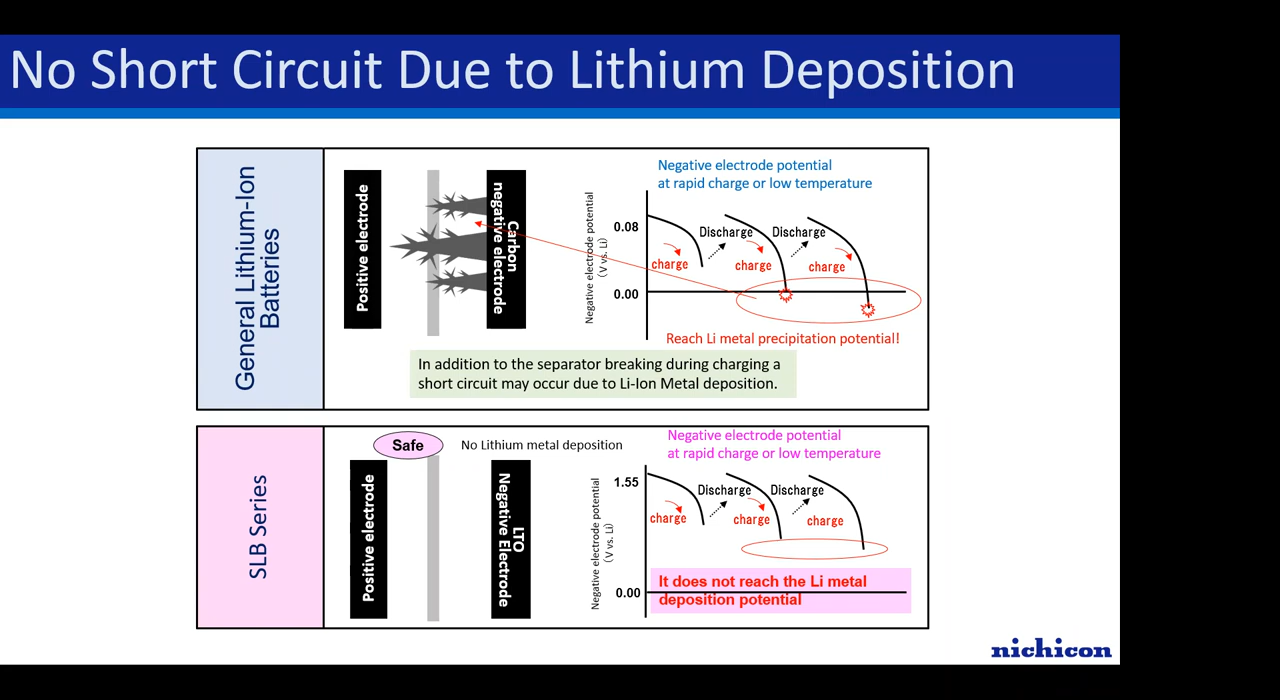 No Short Circuit Due to Lithium Deposition
General Lithium-Ion
Batteries
Positive electrode
Carbon
negative electrode
Negative electrode potential
at rapid charge or low temperature
Negative electrode potential
(V vs. Li)
0.08
0.00
Discharge
Discharge
charge
charge
charge
Reach Li metal precipitation potential!
In addition to the separator breaking during charging a
short circuit may occur due to Li-Ion Metal deposition.
SLB Series
Safe
No Lithium metal deposition
Positive electrode
LTO
Negative Electrode
Negative electrode potential
at rapid charge or low temperature
Negative electrode potential
(V vs. Li)
1.55
0.00
Discharge
Discharge
charge
charge
charge
It does not reach the Li metal
deposition potential
nichicon